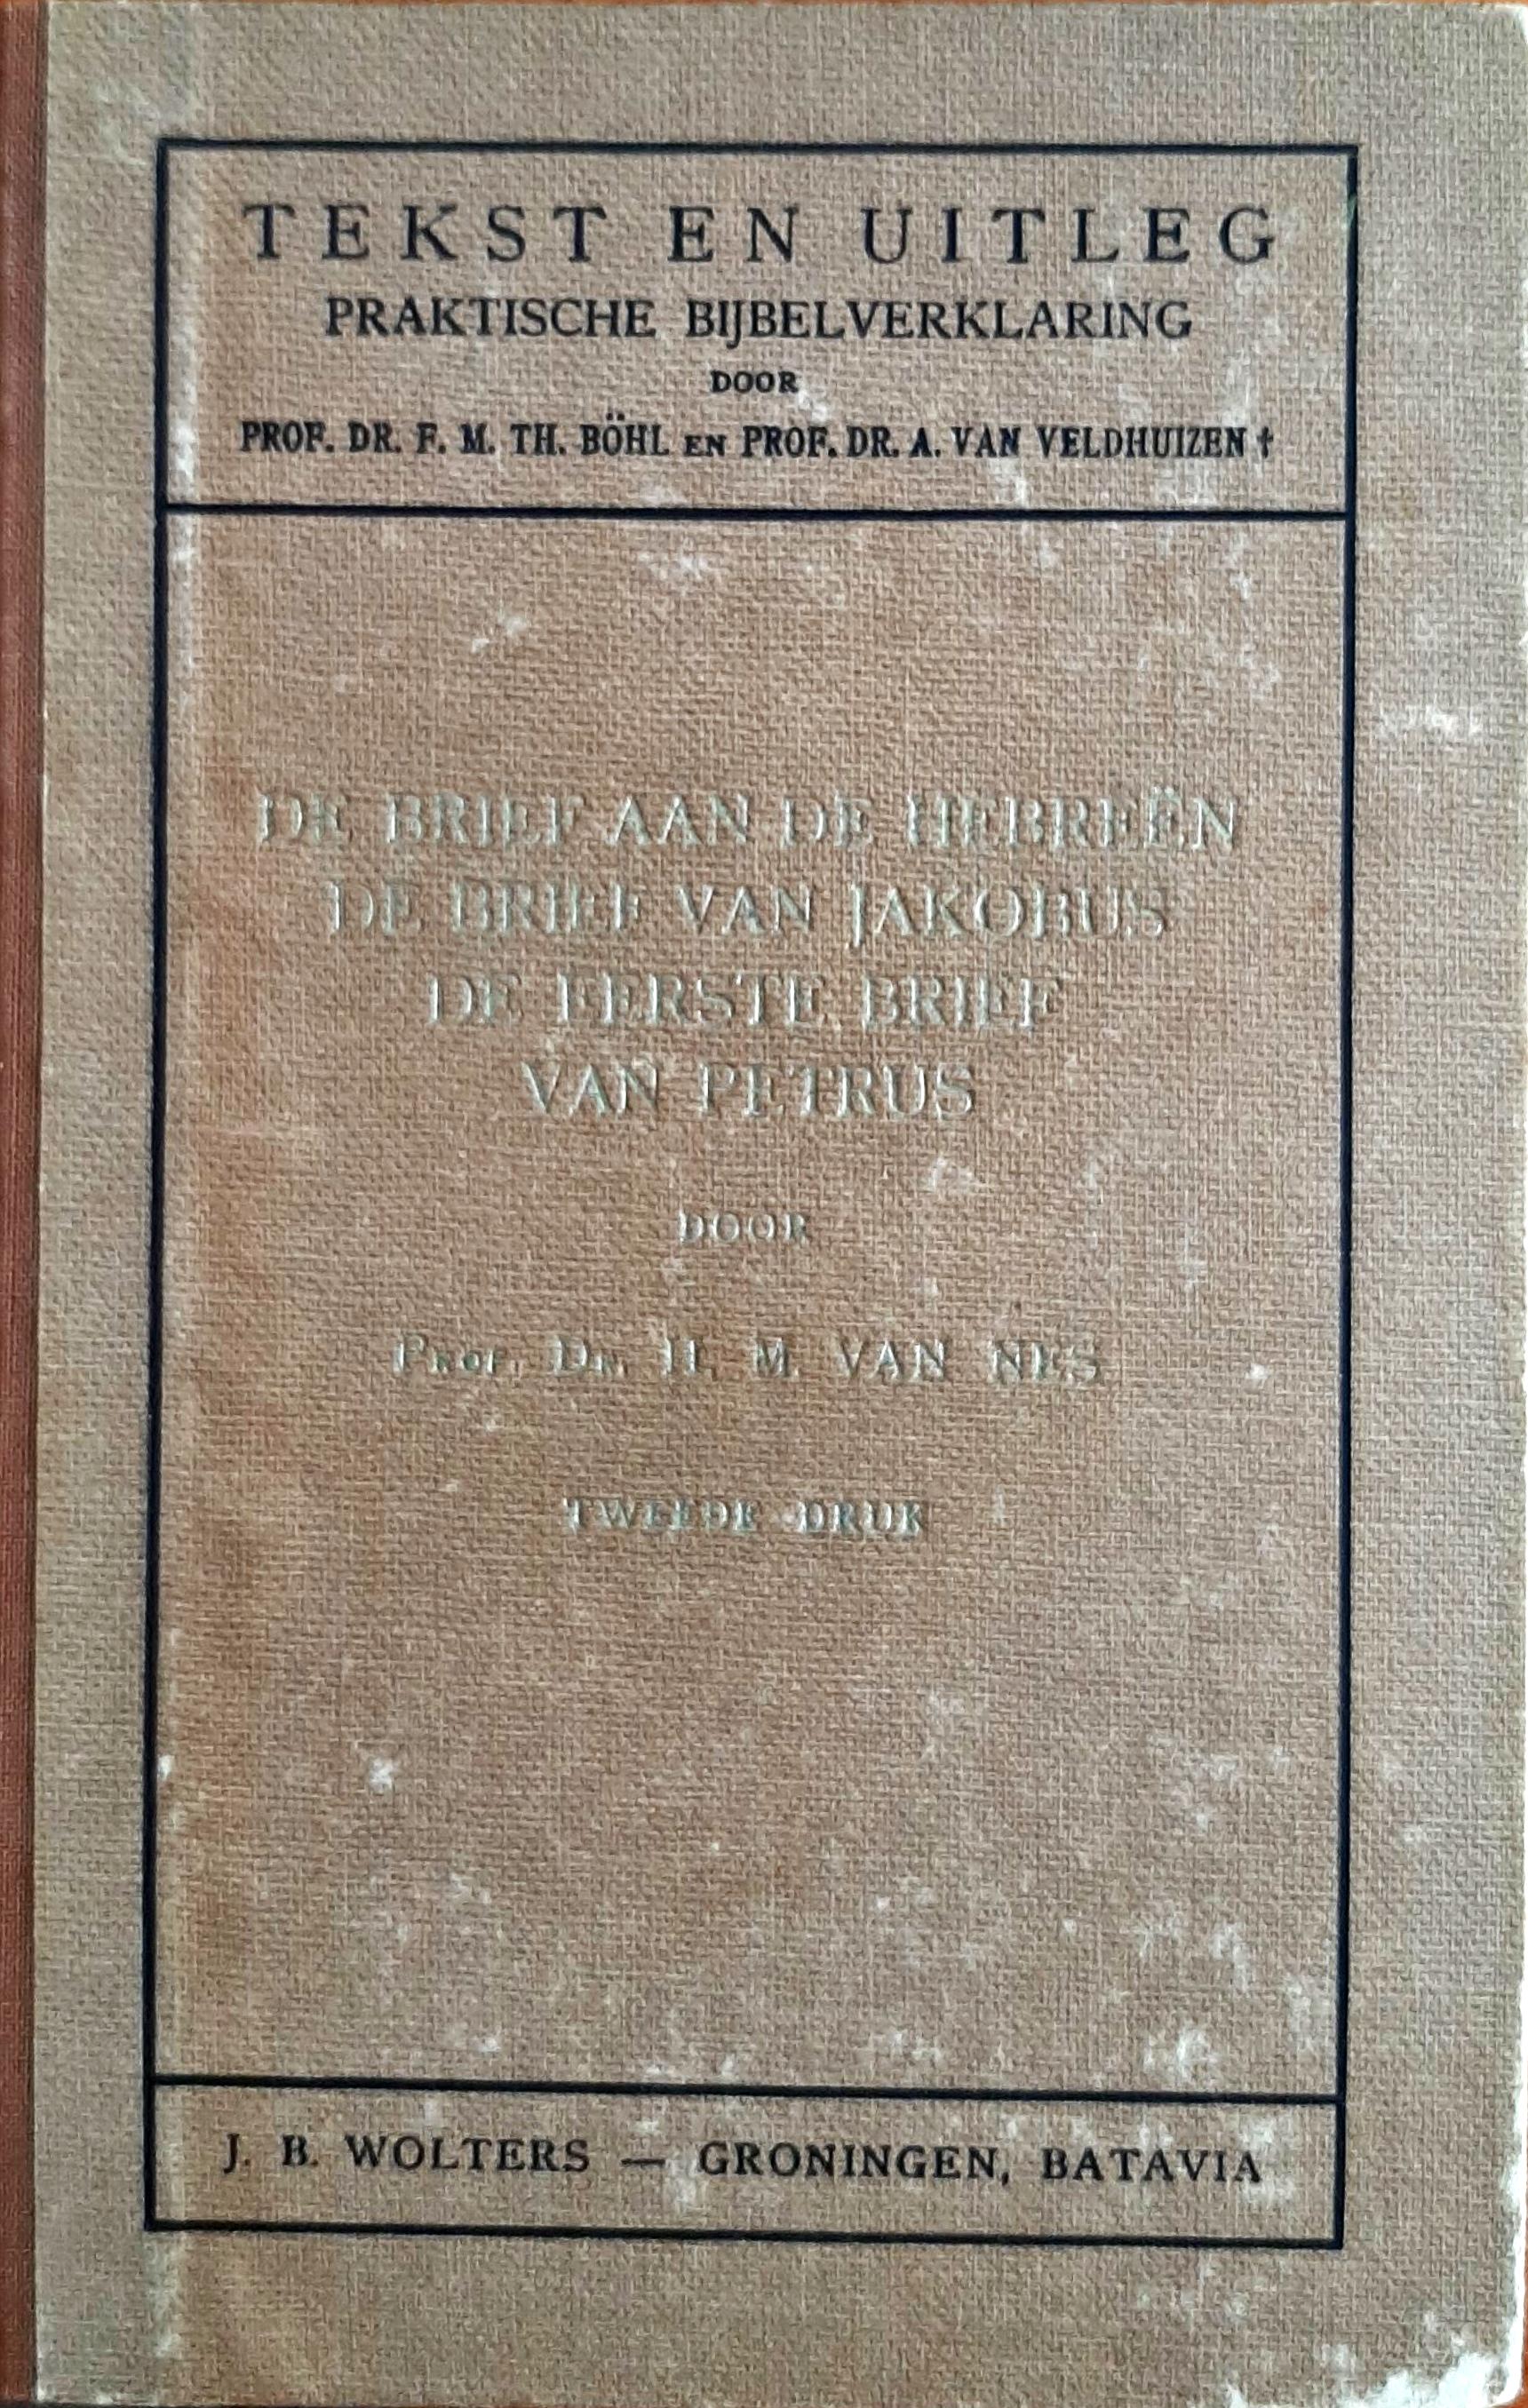 TEKST EN UITLEG
PRAKTISCHE BIJBELVERKLARING
DOOR
PROF. DR. F. M. TH. BÖHL EN PROF. DR. A. VAN VELDHUIZEN †
DE BRIEF AAN DE HEBREËN
DE BRIEF VAN JAKOBUS
DE EERSTE BRIEF
VAN PETRUS
DOOR
PROF. DR. H. M. VAN NES
TWEEDE DRUK
J. B. WOLTERS — GRONINGEN, BATAVIA